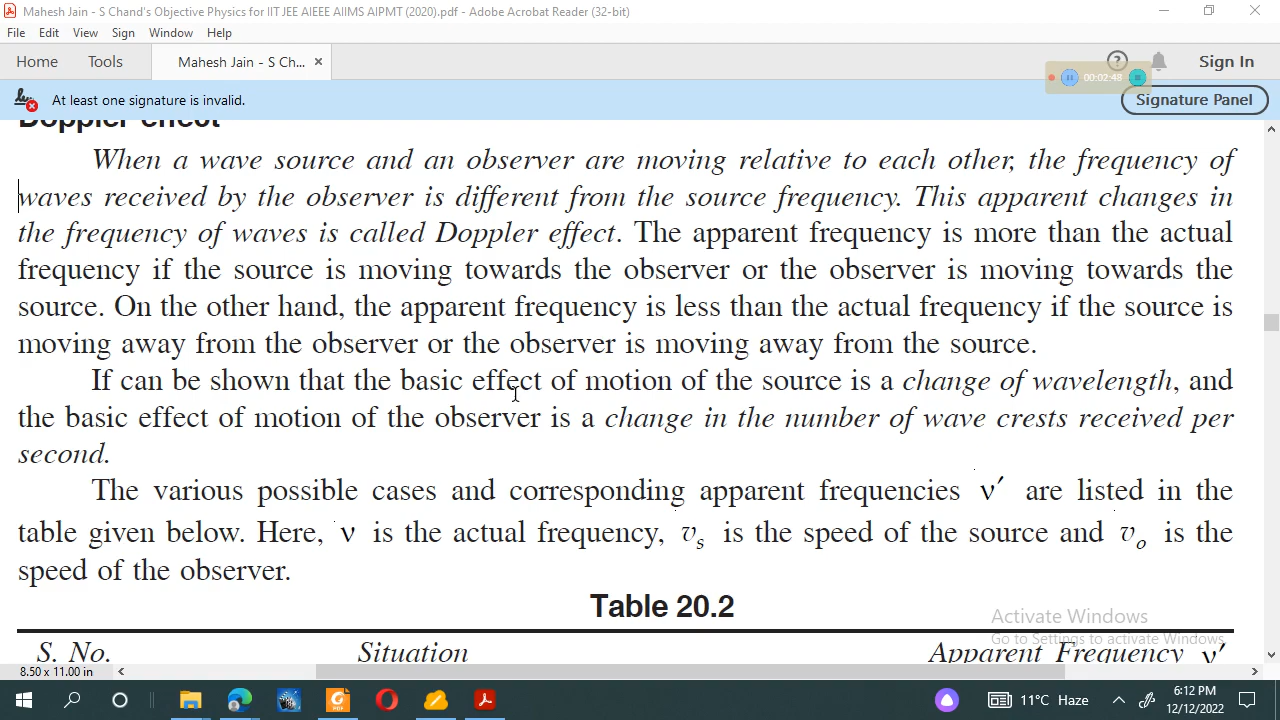 Mahesh Jain - S Chand's Objective Physics for IIT JEE AIEEE AIIMS AIPMT (2020).pdf - Adobe Acrobat Reader (32-bit)
File Edit View Sign Window Help
Home Tools Mahesh Jain - S Ch... × ? Sign In
00:02:48
At least one signature is invalid. Signature Panel
Doppler effect
When a wave source and an observer are moving relative to each other, the frequency of
waves received by the observer is different from the source frequency. This apparent changes in
the frequency of waves is called Doppler effect. The apparent frequency is more than the actual
frequency if the source is moving towards the observer or the observer is moving towards the
source. On the other hand, the apparent frequency is less than the actual frequency if the source is
moving away from the observer or the observer is moving away from the source.
If can be shown that the basic effect of motion of the source is a change of wavelength, and
the basic effect of motion of the observer is a change in the number of wave crests received per
second.
The various possible cases and corresponding apparent frequencies ν′ are listed in the
table given below. Here, ν is the actual frequency, vₛ is the speed of the source and vₒ is the
speed of the observer.
Table 20.2
Activate Windows
Go to Settings to activate Windows.
S. No. Situation Apparent Frequency ν′
8.50 x 11.00 in
11°C Haze 6:12 PM
12/12/2022